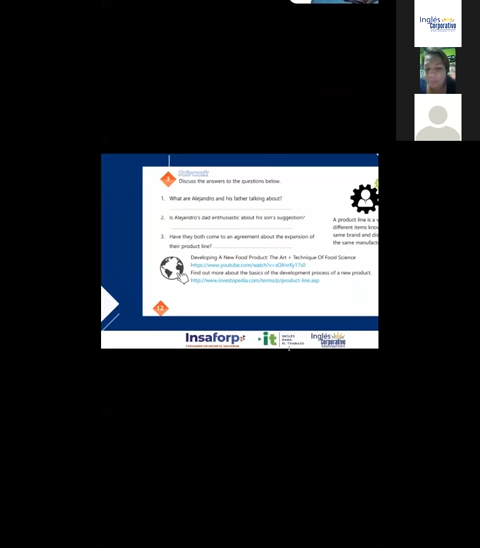 Inglés
Corporativo
3
Pairwork
Discuss the answers to the questions below.
1. What are Alejandro and his father talking about?
2. Is Alejandro's dad enthusiastic about his son's suggestion?
3. Have they both come to an agreement about the expansion of
their product line?
A product line is a
different items
same brand and
the same
Developing A New Food Product: The Art + Technique Of Food Science
Find out more about the basics of the development process of a new product.
http://www.investopedia.com/terms/p/product-line.asp
12
Insaforp
it
INGLÉS
PARA
EL TRABAJO
Inglés
Corporativo